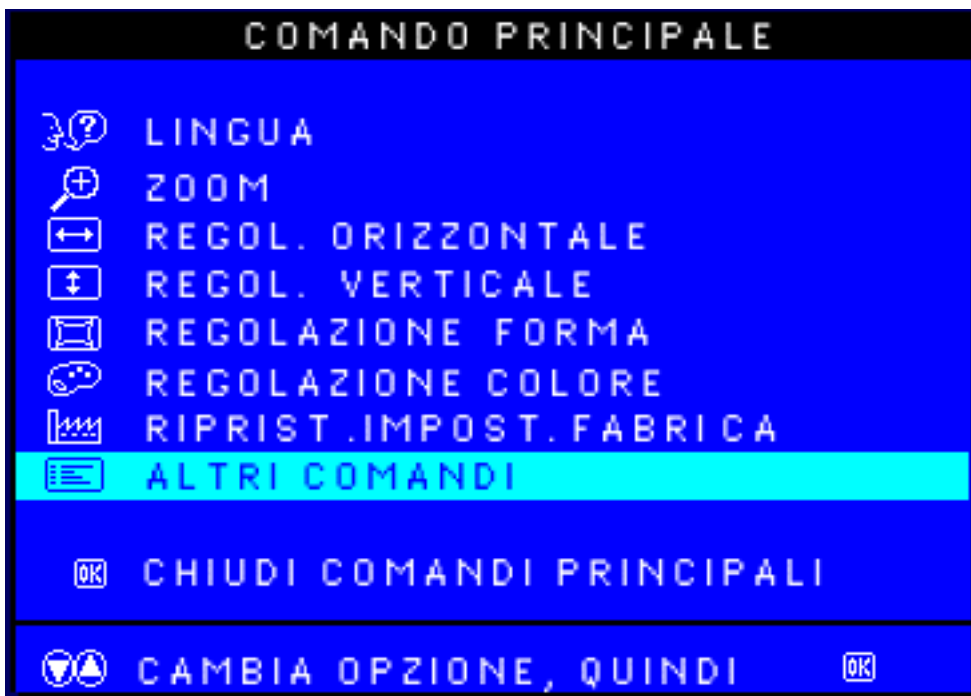 COMANDO PRINCIPALE
LINGUA
ZOOM
REGOL. ORIZZONTALE
REGOL. VERTICALE
REGOLAZIONE FORMA
REGOLAZIONE COLORE
RIPRIST.IMPOST.FABRICA
ALTRI COMANDI
OK CHIUDI COMANDI PRINCIPALI
CAMBIA OPZIONE, QUINDI OK